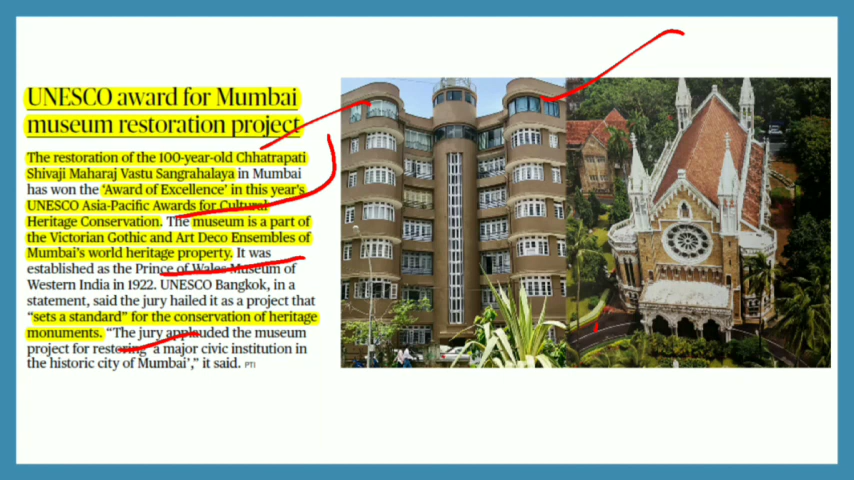 UNESCO award for Mumbai
museum restoration project
The restoration of the 100-year-old Chhatrapati
Shivaji Maharaj Vastu Sangrahalaya in Mumbai
has won the ‘Award of Excellence’ in this year’s
UNESCO Asia-Pacific Awards for Cultural
Heritage Conservation. The museum is a part of
the Victorian Gothic and Art Deco Ensembles of
Mumbai’s world heritage property. It was
established as the Prince of Wales Museum of
Western India in 1922. UNESCO Bangkok, in a
statement, said the jury hailed it as a project that
“sets a standard” for the conservation of heritage
monuments. “The jury applauded the museum
project for restoring ‘a major civic institution in
the historic city of Mumbai’,” it said. PTI